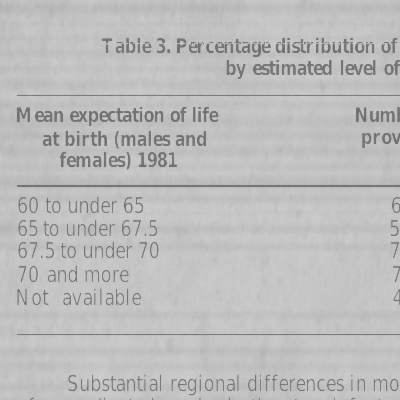 Table 3. Percentage distribution of
by estimated level of
Mean expectation of life
at birth (males and
females) 1981
60 to under 65 6
65 to under 67.5 5
67.5 to under 70 7
70 and more 7
Not available 4
Substantial regional differences in mo